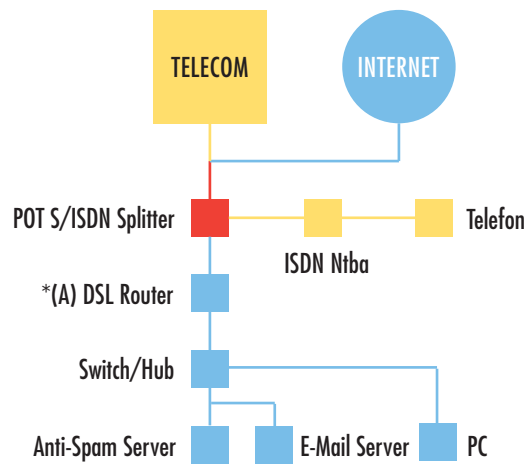 TELECOM
INTERNET
POT S/ISDN Splitter
Telefon
ISDN Ntba
*(A) DSL Router
Switch/Hub
Anti-Spam Server
E-Mail Server
PC